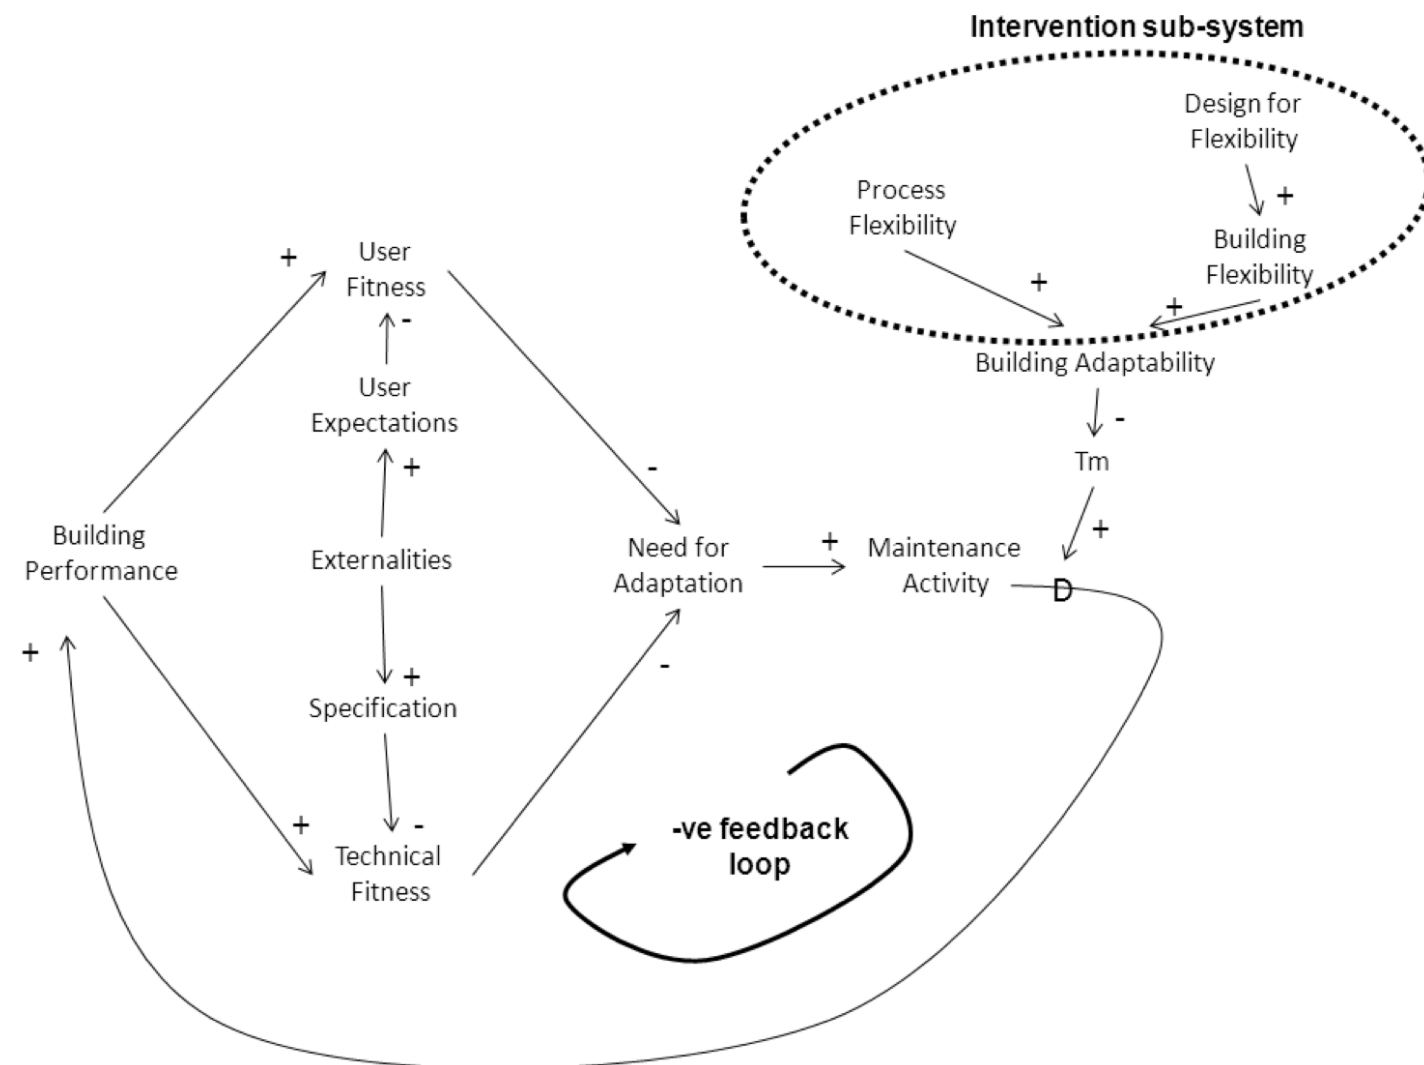 Intervention sub-system
Design for
Flexibility
+
Process
Flexibility
Building
Flexibility
+
+
Building Adaptability
-
Tm
+
User
Fitness
+
-
User
Expectations
+
-
Building
Performance
+
Externalities
Need for
Adaptation
+
Maintenance
Activity
D
+
Specification
-
-
+
Technical
Fitness
-ve feedback
loop